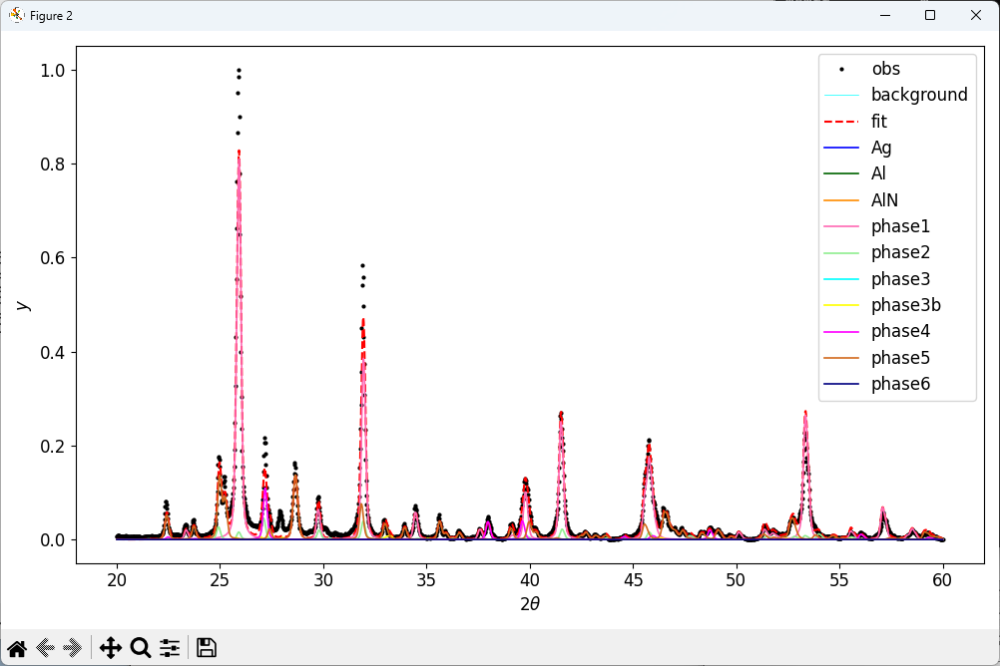 Figure 2
1.0
0.8
0.6
0.4
0.2
0.0
y
20
25
30
35
40
45
50
55
60
2θ
obs
background
fit
Ag
Al
AlN
phase1
phase2
phase3
phase3b
phase4
phase5
phase6